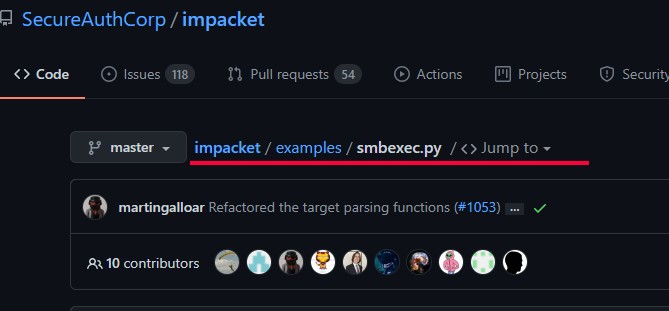 SecureAuthCorp / impacket
<> Code Issues 118 Pull requests 54 Actions Projects Security
master impacket / examples / smbexec.py / <> Jump to
martingalloar Refactored the target parsing functions (#1053) ...
10 contributors